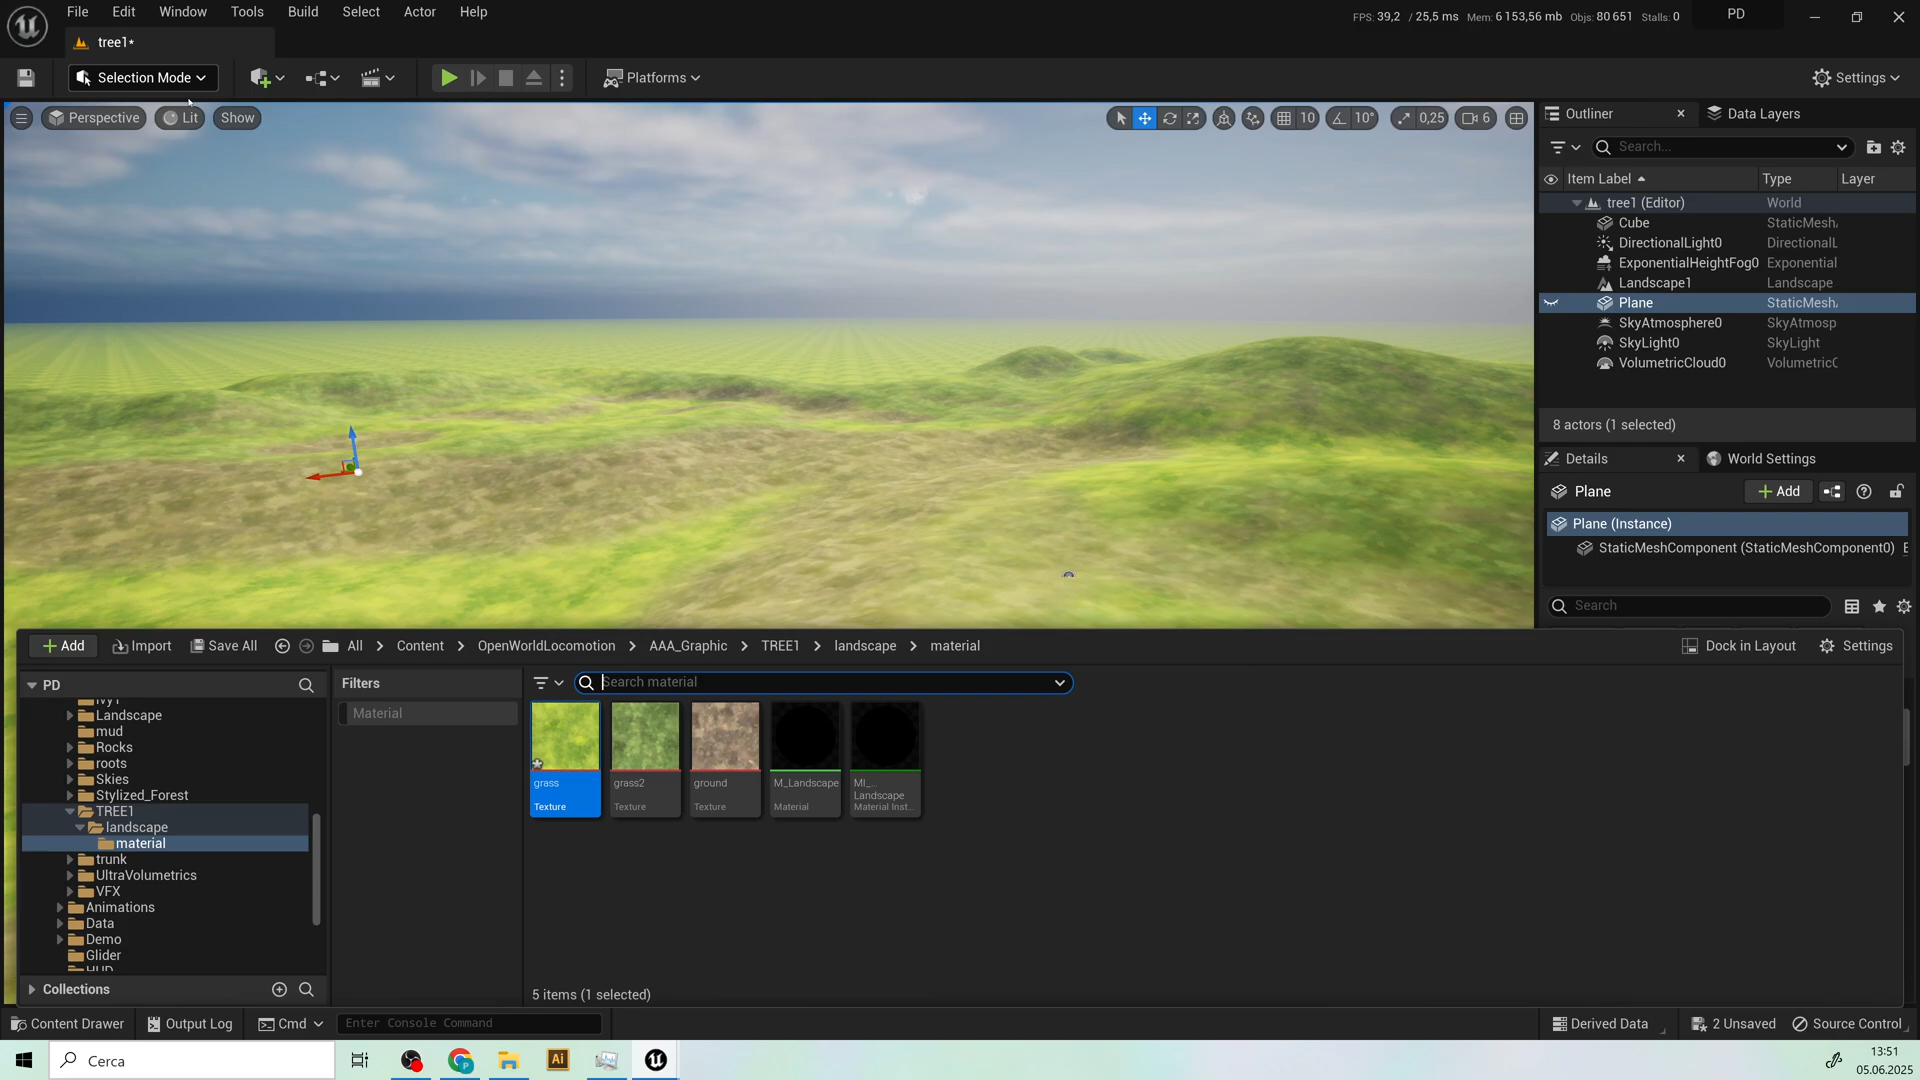 File Edit Window Tools Build Select Actor Help
FPS: 39,2 / 25,5 ms Mem: 6 153,56 mb Objs: 80 651 Stalls: 0 PD
tree1*
Selection Mode Platforms Settings
Perspective Lit Show 10 10° 0,25 6
Outliner Data Layers
Search...
Item Label Type Layer
tree1 (Editor) World
Cube StaticMesh
DirectionalLight0 DirectionalL
ExponentialHeightFog0 Exponential
Landscape1 Landscape
Plane StaticMesh
SkyAtmosphere0 SkyAtmosp
SkyLight0 SkyLight
VolumetricCloud0 VolumetricC
8 actors (1 selected)
Details World Settings
Plane Add
Plane (Instance)
StaticMeshComponent (StaticMeshComponent0) E
Search
Add Import Save All All Content OpenWorldLocomotion AAA_Graphic TREE1 landscape material Dock in Layout Settings
PD
Landscape
mud
Rocks
roots
Skies
Stylized_Forest
TREE1
landscape
material
trunk
UltraVolumetrics
VFX
Animations
Data
Demo
Glider
HUD
Collections
Filters
Material
Search material
grass
Texture
grass2
Texture
ground
Texture
M_Landscape
Material
MI_...
Landscape
Material Inst...
5 items (1 selected)
Content Drawer Output Log Cmd Enter Console Command Derived Data 2 Unsaved Source Control
Cerca
Ai
13:51
05.06.2025